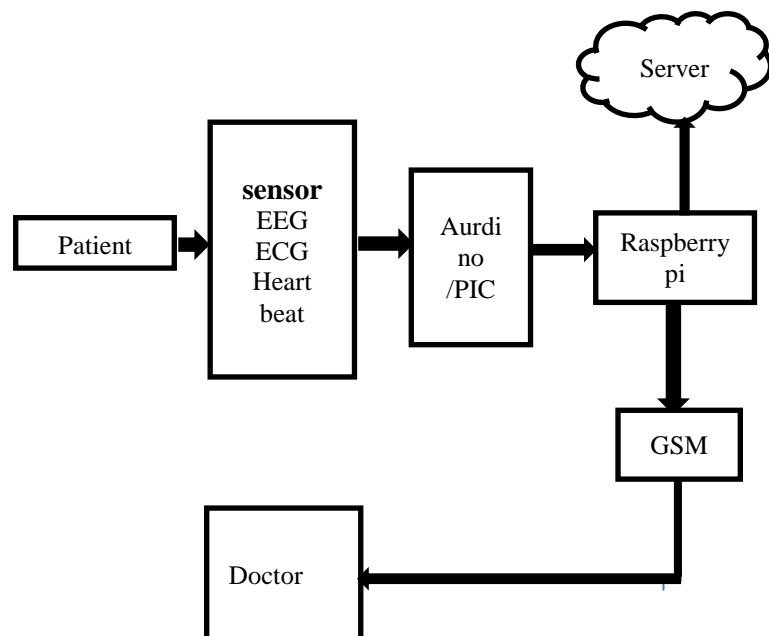 Server
sensor
EEG
ECG
Heart
beat
Patient
Aurdi
no
/PIC
Raspberry
pi
GSM
Doctor